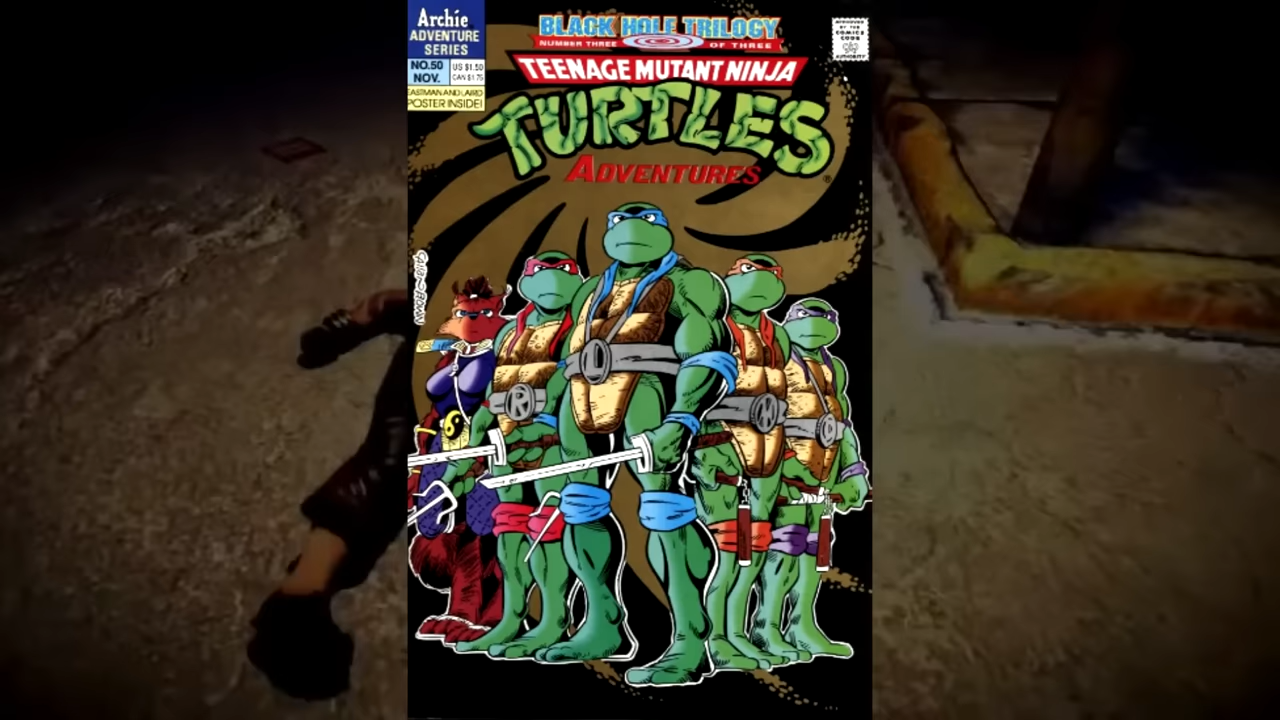 Archie
ADVENTURE
SERIES
NO.50
NOV.
US $1.50
CAN $1.75
EASTMAN AND LAIRD
POSTER INSIDE!
BLACK HOLE TRILOGY
NUMBER THREE OF THREE
TEENAGE MUTANT NINJA
TURTLES
ADVENTURES
®
APPROVED
BY THE
COMICS
CODE
AUTHORITY
L
R
M
D